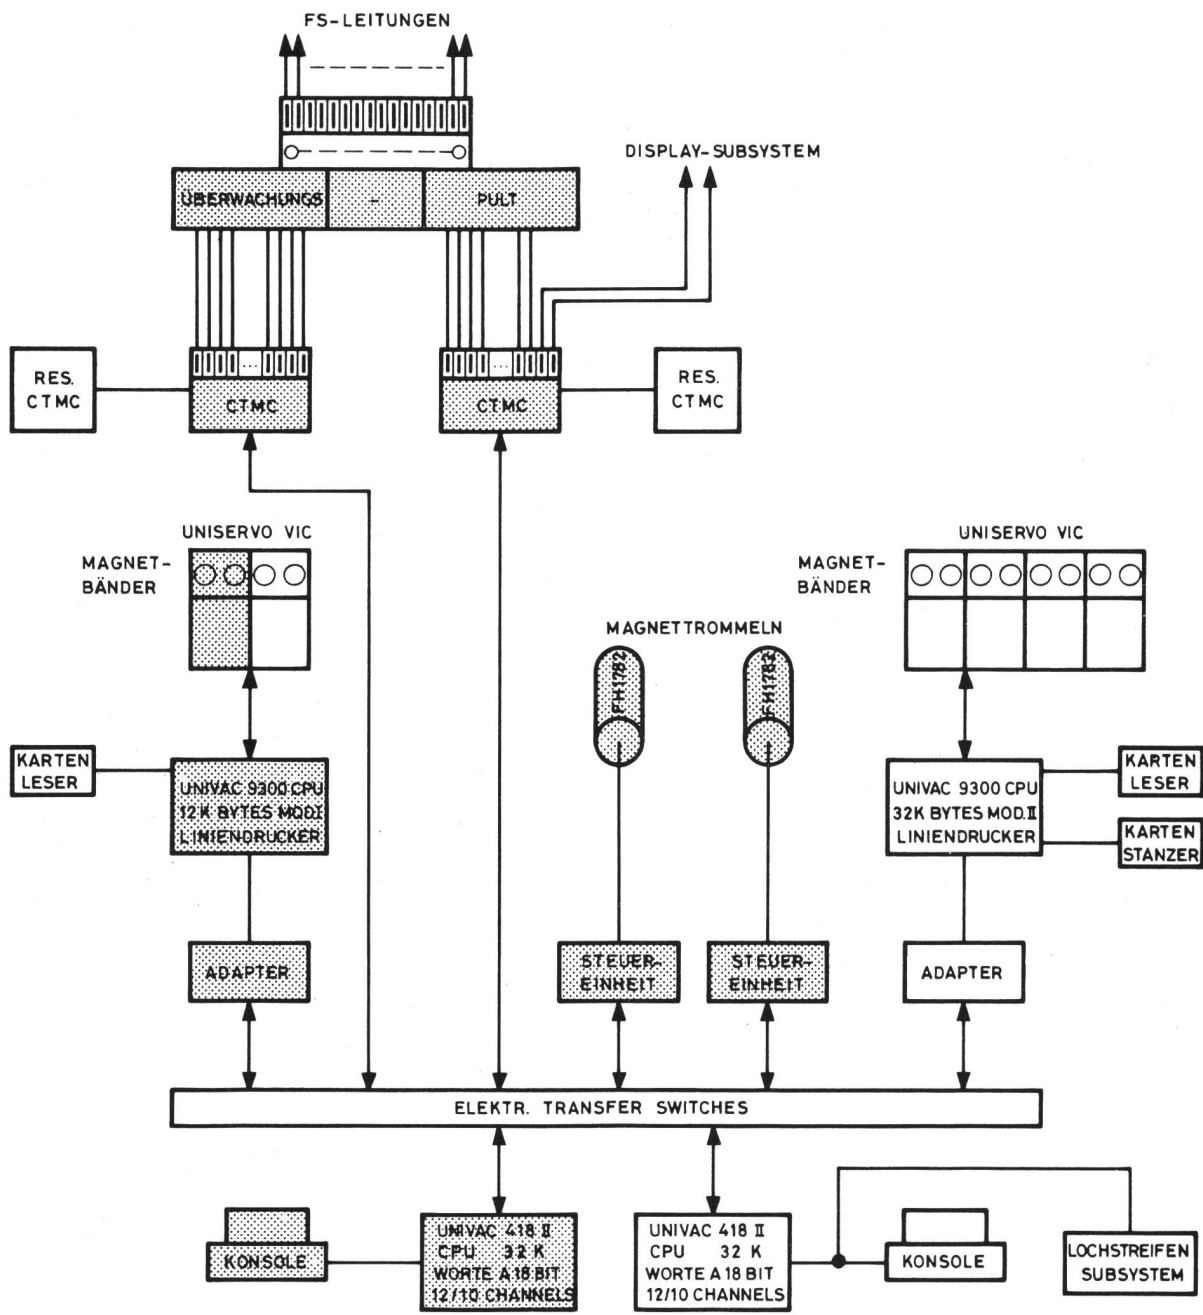 FS-LEITUNGEN
DISPLAY-SUBSYSTEM
ÜBERWACHUNGS
-
PULT
RES.
CTMC
CTMC
...
CTMC
...
RES.
CTMC
UNISERVO VIC
MAGNET-
BÄNDER
UNISERVO VIC
MAGNET-
BÄNDER
MAGNETTROMMELN
FH1782
FH1782
KARTEN
LESER
UNIVAC 9300 CPU
12K BYTES MOD.I
LINIENDRUCKER
UNIVAC 9300 CPU
32K BYTES MOD.II
LINIENDRUCKER
KARTEN
LESER
KARTEN
STANZER
ADAPTER
STEUER-
EINHEIT
STEUER-
EINHEIT
ADAPTER
ELEKTR. TRANSFER SWITCHES
KONSOLE
UNIVAC 418 II
CPU 32 K
WORTE A 18 BIT
12/10 CHANNELS
UNIVAC 418 II
CPU 32 K
WORTE A 18 BIT
12/10 CHANNELS
KONSOLE
LOCHSTREIFEN
SUBSYSTEM